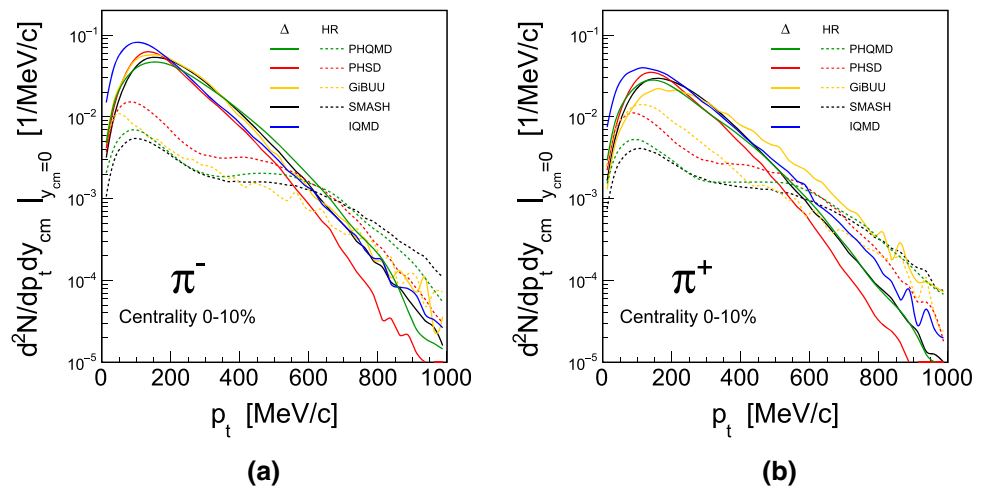 d²N/dp_t dy_cm |_{y_cm=0} [1/MeV/c]
10⁻¹
10⁻²
10⁻³
10⁻⁴
10⁻⁵
Δ HR
PHQMD
PHSD
GiBUU
SMASH
IQMD
π⁻
Centrality 0-10%
0 200 400 600 800 1000
p_t [MeV/c]
(a)
d²N/dp_t dy_cm |_{y_cm=0} [1/MeV/c]
10⁻¹
10⁻²
10⁻³
10⁻⁴
10⁻⁵
Δ HR
PHQMD
PHSD
GiBUU
SMASH
IQMD
π⁺
Centrality 0-10%
0 200 400 600 800 1000
p_t [MeV/c]
(b)